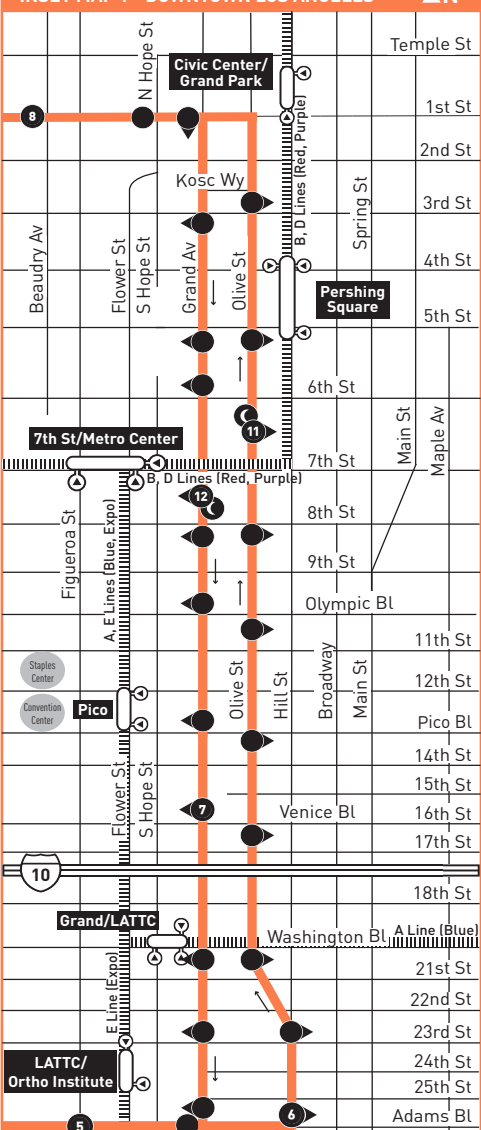 Temple St
N Hope St
Civic Center/
Grand Park
8
1st St
B, D Lines (Red, Purple)
2nd St
Kosc Wy
3rd St
Beaudry Av
Flower St
S Hope St
Grand Av
Olive St
Spring St
4th St
Pershing
Square
5th St
6th St
11
Main St
Maple Av
7th St/Metro Center
7th St
B, D Lines (Red, Purple)
12
8th St
Figueroa St
A, E Lines (Blue, Expo)
9th St
Olympic Bl
11th St
Staples
Center
Olive St
Hill St
Broadway
Main St
12th St
Convention
Center
Pico
Pico Bl
14th St
Flower St
S Hope St
15th St
7
Venice Bl
16th St
17th St
10
18th St
Grand/LATTC
Washington Bl
A Line (Blue)
21st St
E Line (Expo)
22nd St
23rd St
LATTC/
Ortho Institute
24th St
25th St
5
6
Adams Bl